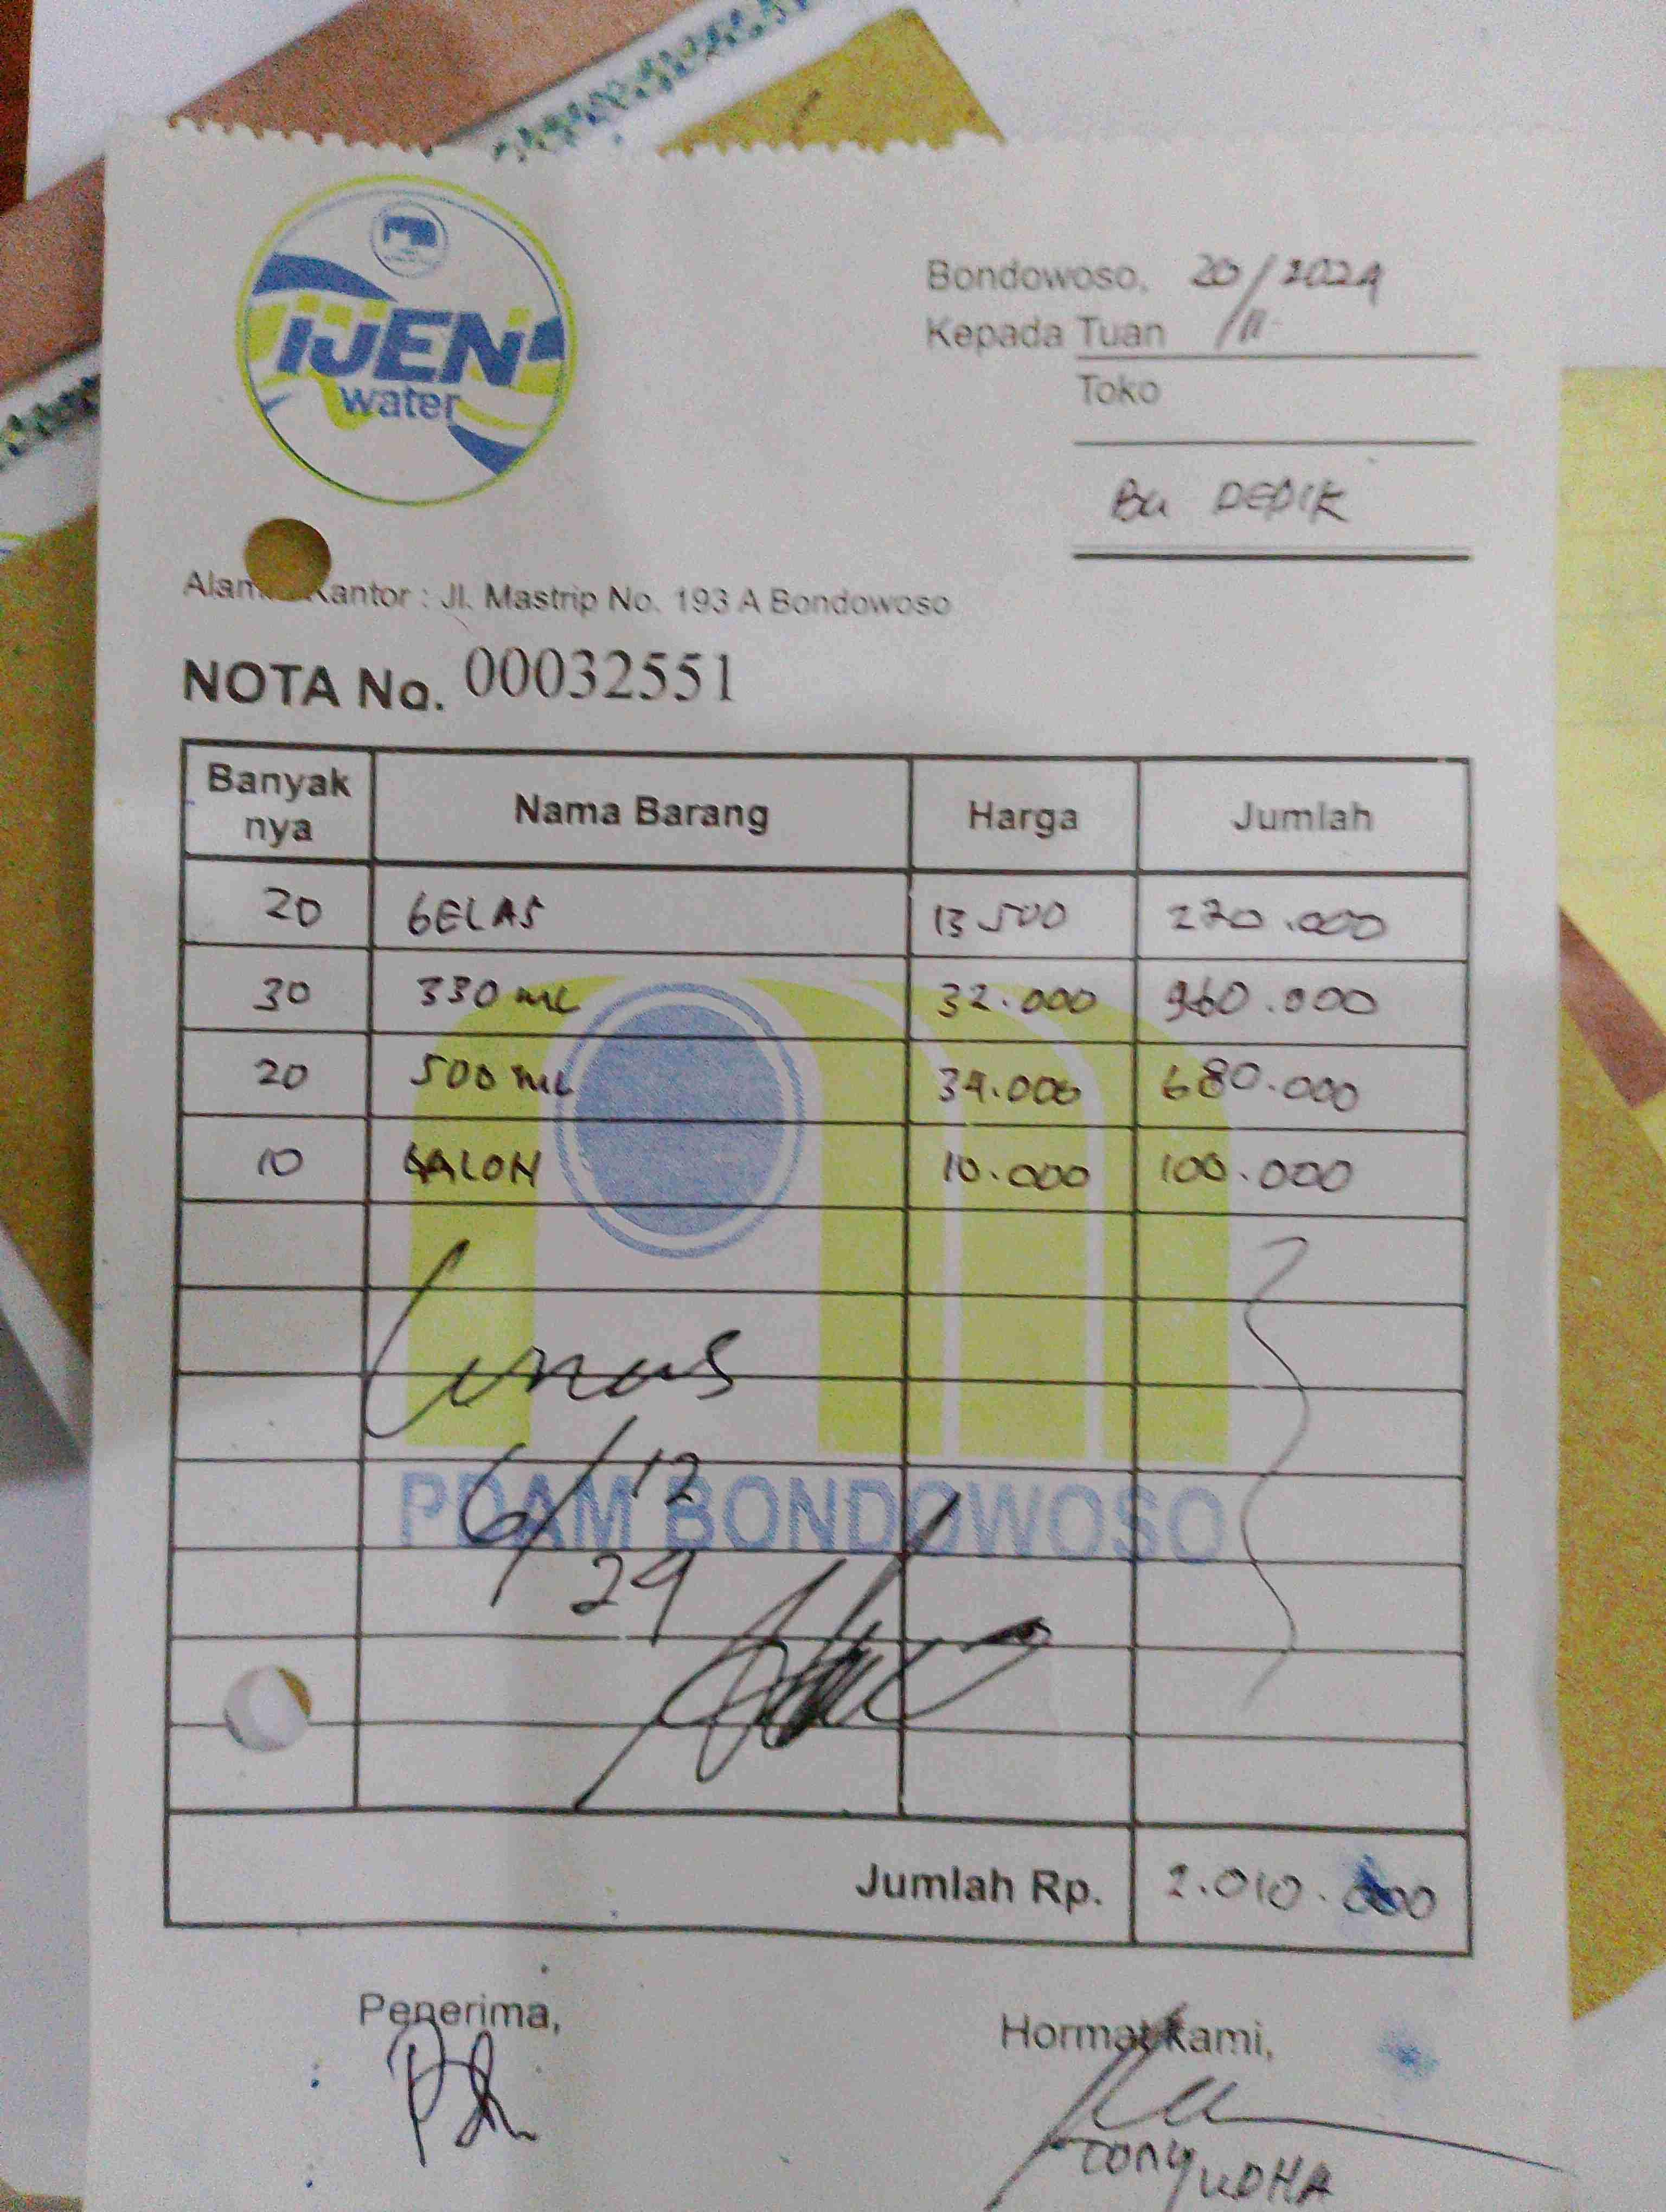 IJEN
water
Bondowoso, 20/11 2024
Kepada Tuan
Toko
Bu DEDIK
Kantor : Jl. Mastrip No. 193 A Bondowoso
NOTA No. 00032551
Banyak nya Nama Barang Harga Jumlah
20 GELAS 13 500 270.000
30 330 mL 32.000 960.000
20 500 mL 34.000 680.000
10 GALON 10.000 100.000
Lunas
6/12
24
PDAM BONDOWOSO
Jumlah Rp. 2.010.000
Penerima,
Hormat Kami,